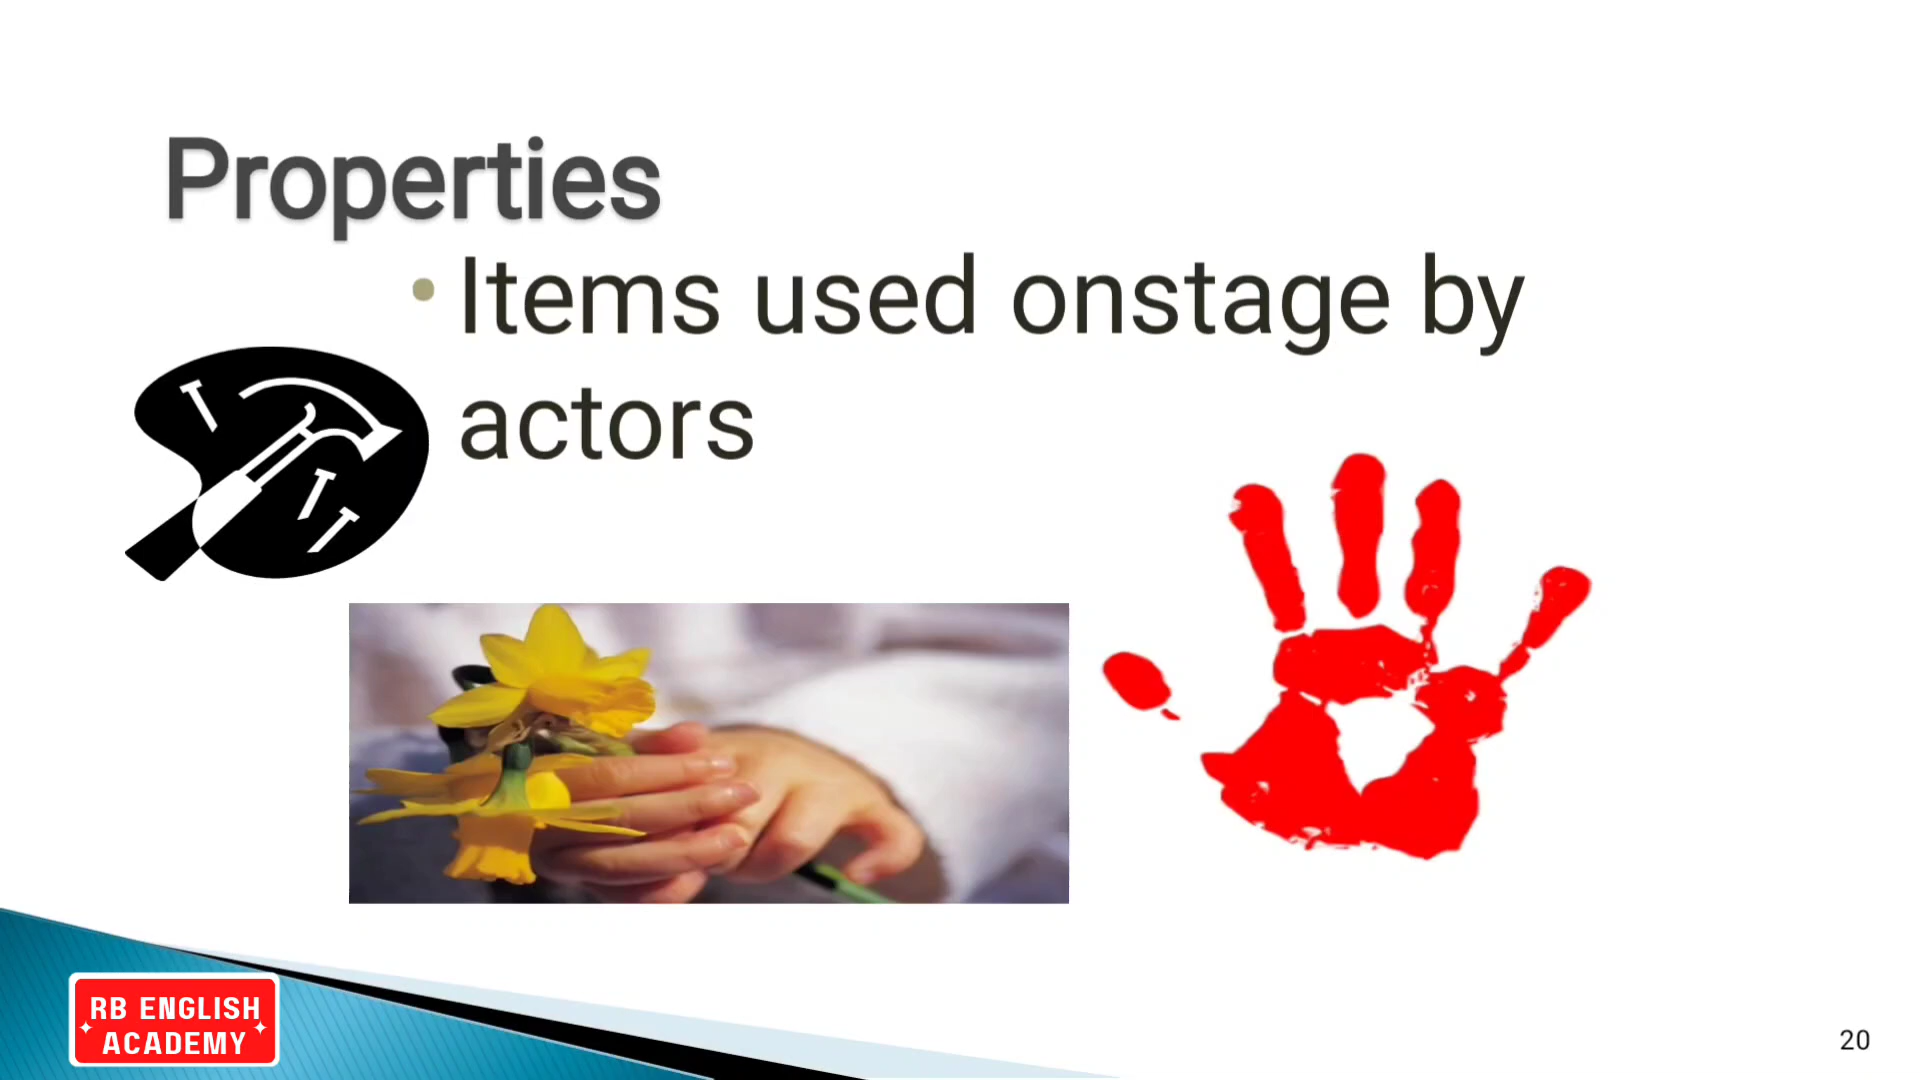 Properties
• Items used onstage by
actors
RB ENGLISH
ACADEMY
20